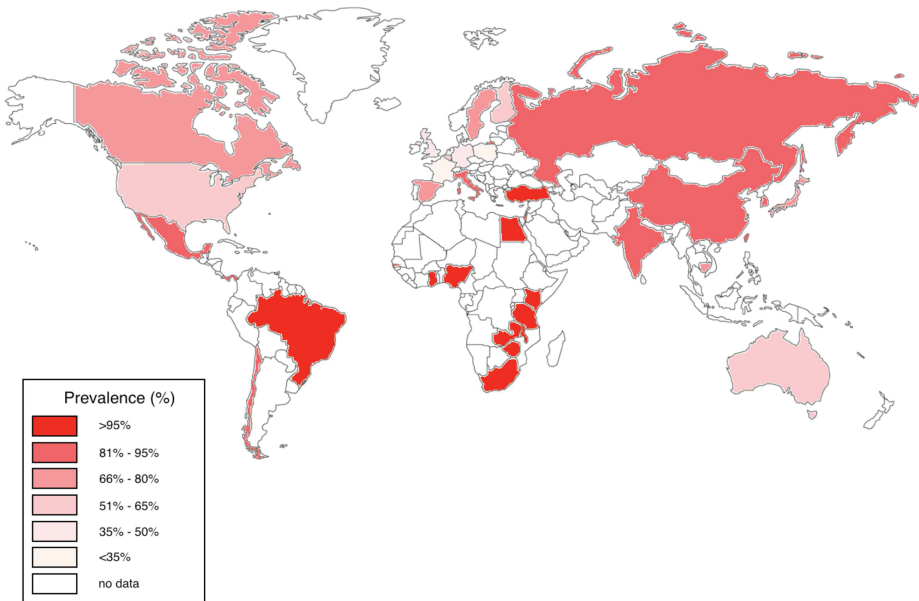 Prevalence (%)
>95%
81% - 95%
66% - 80%
51% - 65%
35% - 50%
<35%
no data